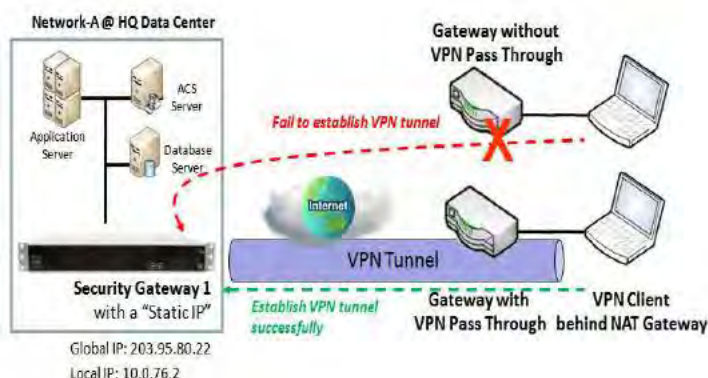 Network-A @ HQ Data Center
Gateway without
VPN Pass Through
ACS
Server
Application
Server
Database
Server
Fail to establish VPN tunnel
X
Internet
VPN Tunnel
Security Gateway 1
with a "Static IP"
Establish VPN tunnel
successfully
Gateway with
VPN Pass Through
VPN Client
behind NAT Gateway
Global IP: 203.95.80.22
Local IP: 10.0.76.2